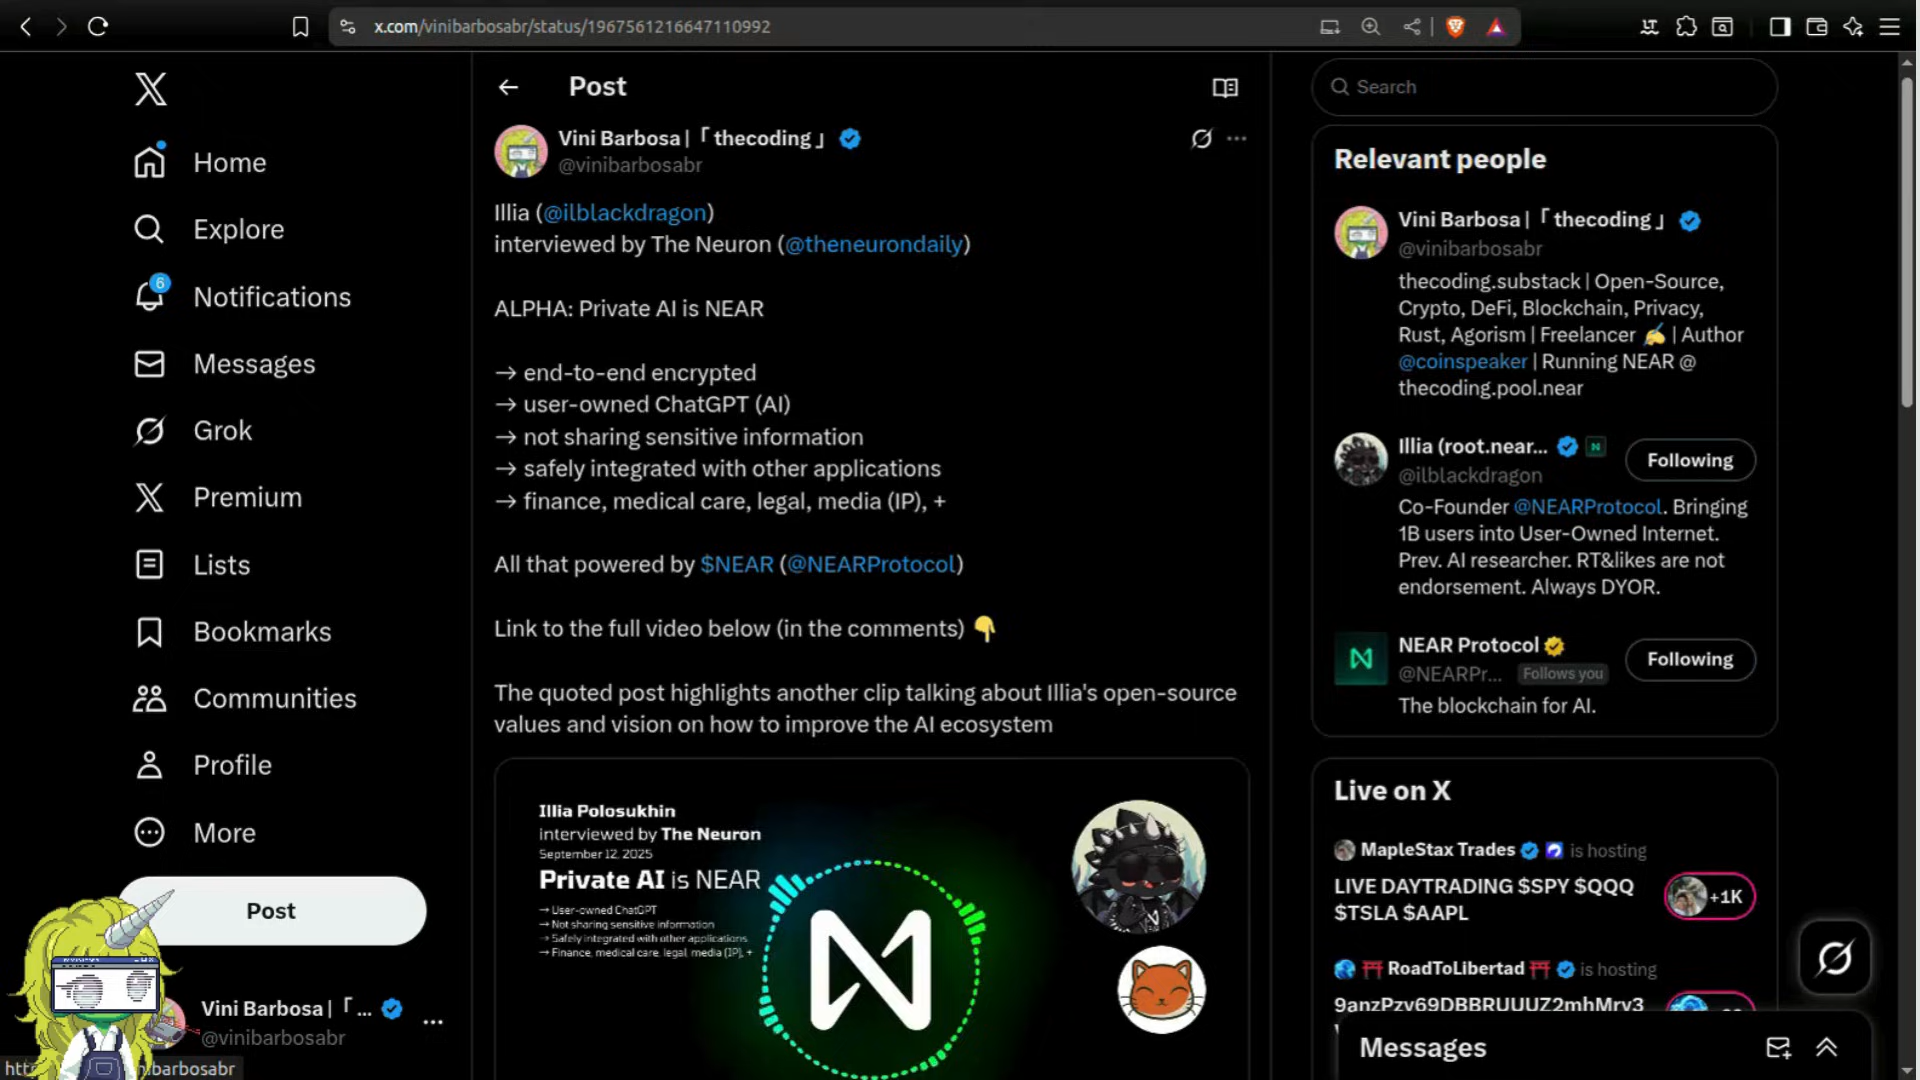 x.com/vinibarbosabr/status/1967561216647110992
Home
Explore
6
Notifications
Messages
Grok
Premium
Lists
Bookmarks
Communities
Profile
More
Post
Vini Barbosa |「 ...
@vinibarbosabr
Post
Vini Barbosa |「 thecoding 」
@vinibarbosabr
Illia (@ilblackdragon)
interviewed by The Neuron (@theneurondaily)
ALPHA: Private AI is NEAR
→ end-to-end encrypted
→ user-owned ChatGPT (AI)
→ not sharing sensitive information
→ safely integrated with other applications
→ finance, medical care, legal, media (IP), +
All that powered by $NEAR (@NEARProtocol)
Link to the full video below (in the comments) 👇
The quoted post highlights another clip talking about Illia's open-source
values and vision on how to improve the AI ecosystem
Illia Polosukhin
interviewed by The Neuron
September 12, 2025
Private AI is NEAR
→ User-owned ChatGPT
→ Not sharing sensitive information
→ Safely integrated with other applications
→ Finance, medical care, legal, media (IP), +
Search
Relevant people
Vini Barbosa |「 thecoding 」
@vinibarbosabr
thecoding.substack | Open-Source,
Crypto, DeFi, Blockchain, Privacy,
Rust, Agorism | Freelancer ✍️ | Author
@coinspeaker | Running NEAR @
thecoding.pool.near
Illia (root.near...
Following
@ilblackdragon
Co-Founder @NEARProtocol. Bringing
1B users into User-Owned Internet.
Prev. AI researcher. RT&likes are not
endorsement. Always DYOR.
NEAR Protocol
Following
@NEARPr... Follows you
The blockchain for AI.
Live on X
MapleStax Trades is hosting
LIVE DAYTRADING $SPY $QQQ
$TSLA $AAPL
+1K
RoadToLibertad is hosting
9anzPzv69DBBRUUUZ2mhMrv3
Messages